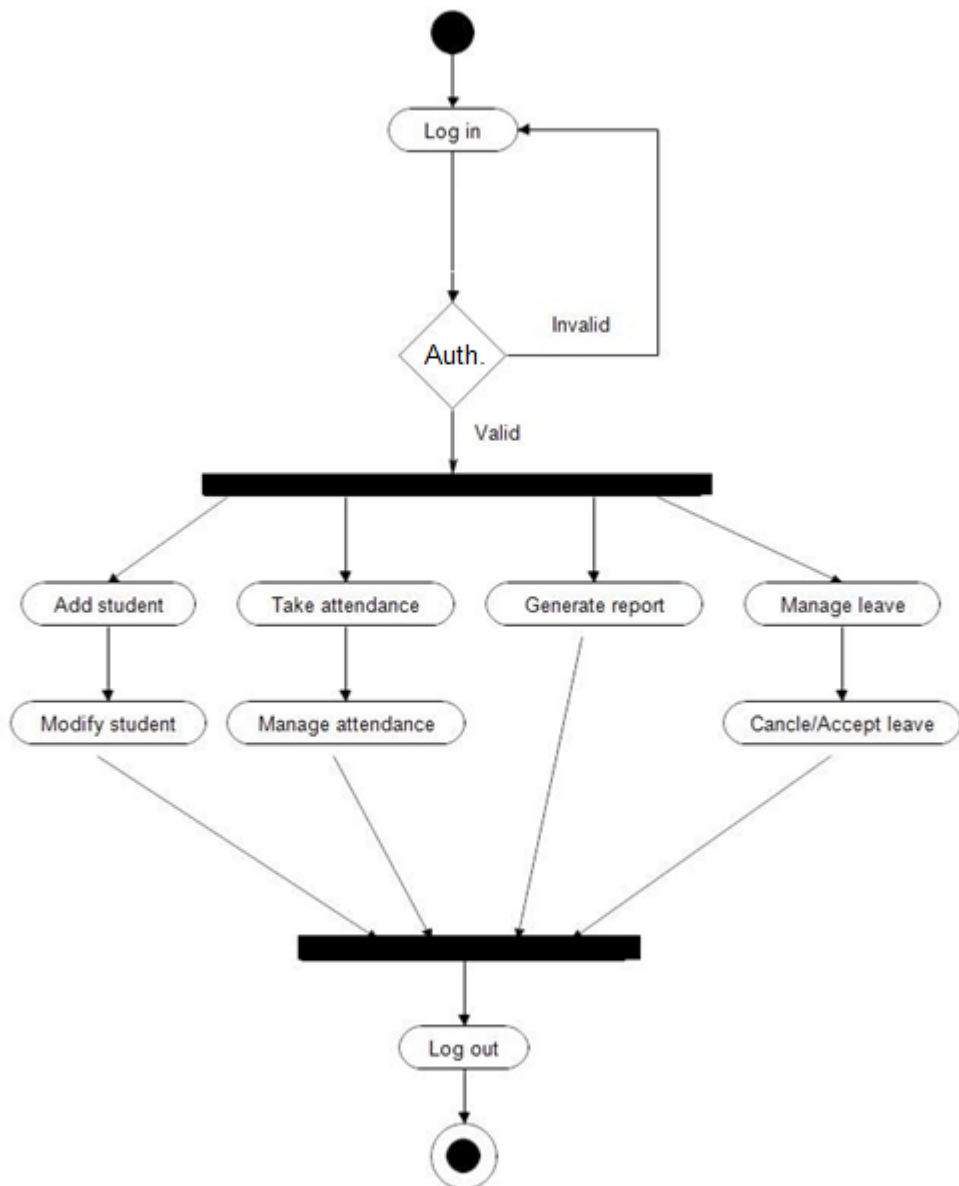 Log in
Invalid
Auth.
Valid
Add student
Take attendance
Generate report
Manage leave
Modify student
Manage attendance
Cancle/Accept leave
Log out